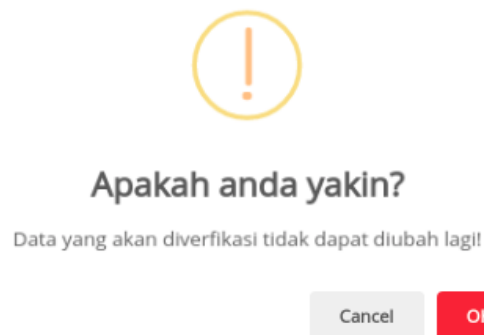 Apakah anda yakin?
Data yang akan diverfikasi tidak dapat diubah lagi!
Cancel